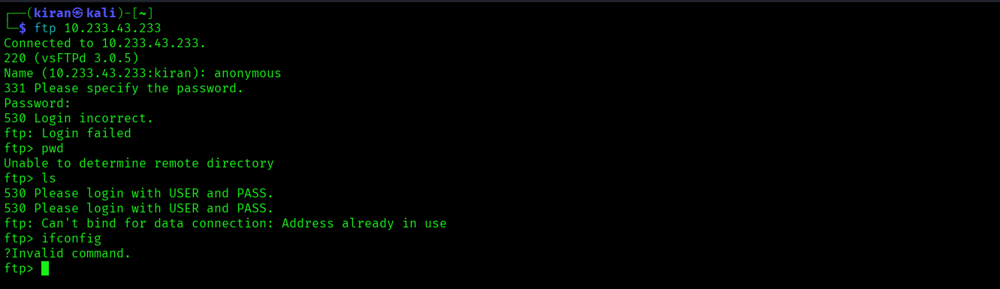 ┌──(kiran㉿kali)-[~]
└─$ ftp 10.233.43.233
Connected to 10.233.43.233.
220 (vsFTPd 3.0.5)
Name (10.233.43.233:kiran): anonymous
331 Please specify the password.
Password:
530 Login incorrect.
ftp: Login failed
ftp> pwd
Unable to determine remote directory
ftp> ls
530 Please login with USER and PASS.
530 Please login with USER and PASS.
ftp: Can't bind for data connection: Address already in use
ftp> ifconfig
?Invalid command.
ftp>